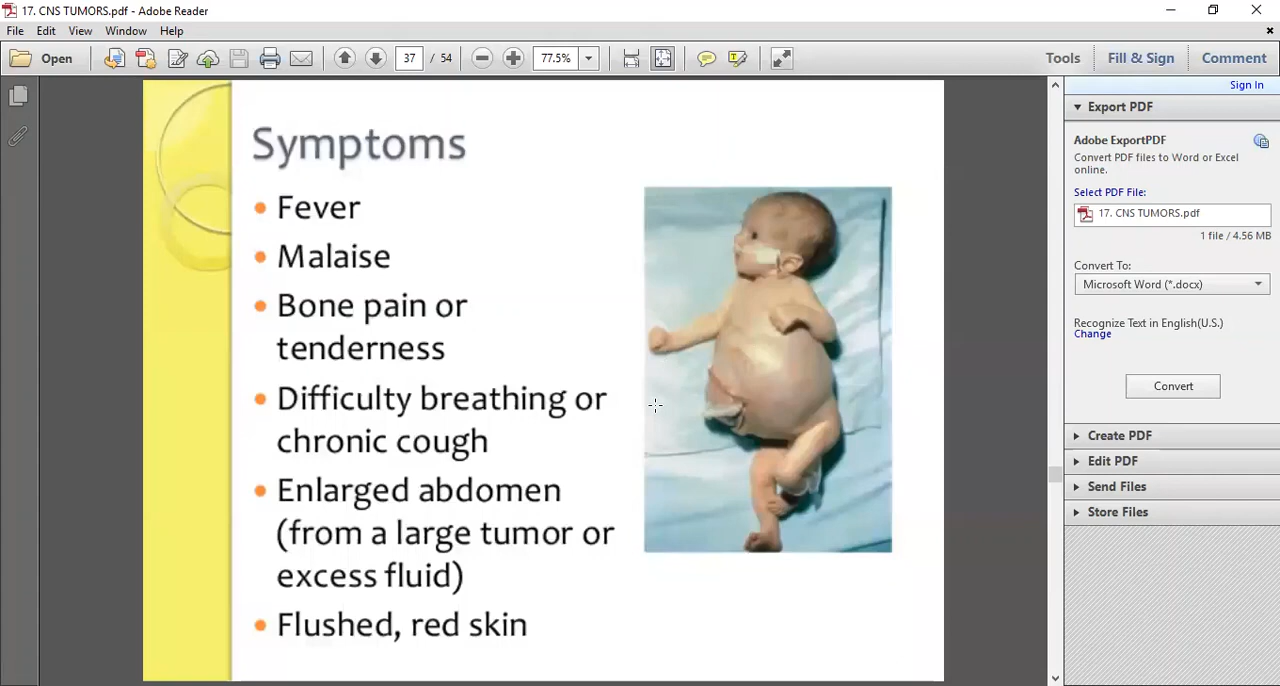 17. CNS TUMORS.pdf - Adobe Reader
File Edit View Window Help
Open 37 / 54 77.5% Tools Fill & Sign Comment
Sign In
Export PDF
Adobe ExportPDF
Convert PDF files to Word or Excel
online.
Select PDF File:
17. CNS TUMORS.pdf
1 file / 4.56 MB
Convert To:
Microsoft Word (*.docx)
Recognize Text in English(U.S.)
Change
Convert
Create PDF
Edit PDF
Send Files
Store Files
Symptoms
• Fever
• Malaise
• Bone pain or
tenderness
• Difficulty breathing or
chronic cough
• Enlarged abdomen
(from a large tumor or
excess fluid)
• Flushed, red skin